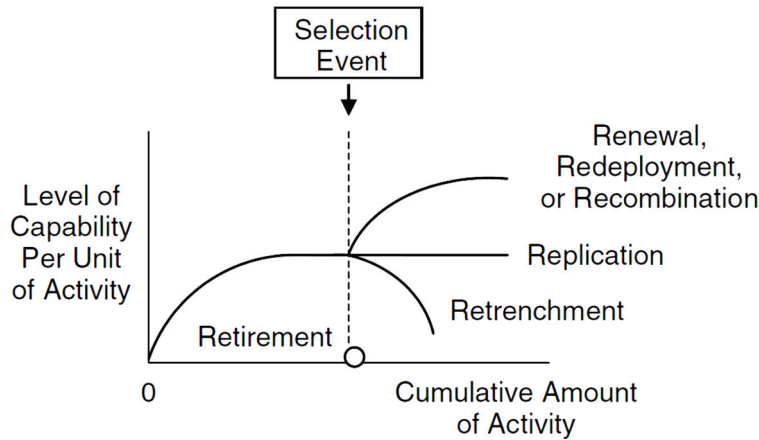 Selection
Event
Level of
Capability
Per Unit
of Activity
Renewal,
Redeployment,
or Recombination
Replication
Retrenchment
Retirement
0
Cumulative Amount
of Activity